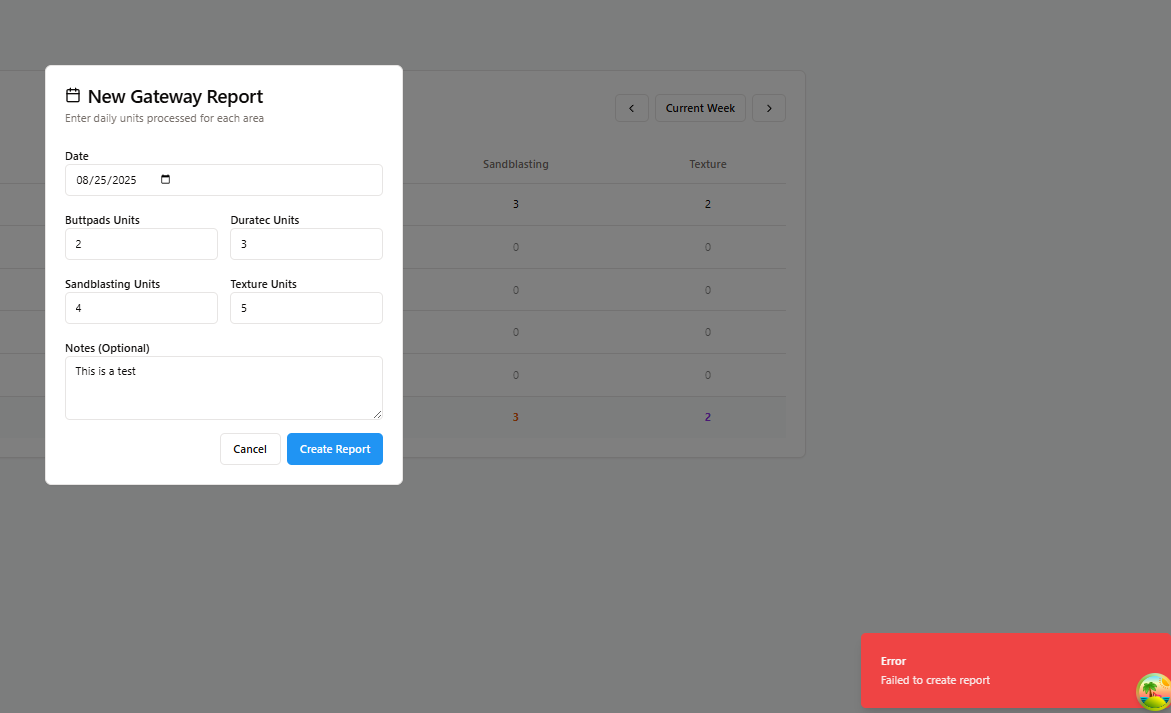 New Gateway Report
Enter daily units processed for each area
Date
08/25/2025
Buttpads Units
Duratec Units
2
3
Sandblasting Units
Texture Units
4
5
Notes (Optional)
This is a test
Cancel
Create Report
Current Week
Sandblasting
Texture
3
2
0
0
0
0
0
0
0
0
3
2
Error
Failed to create report